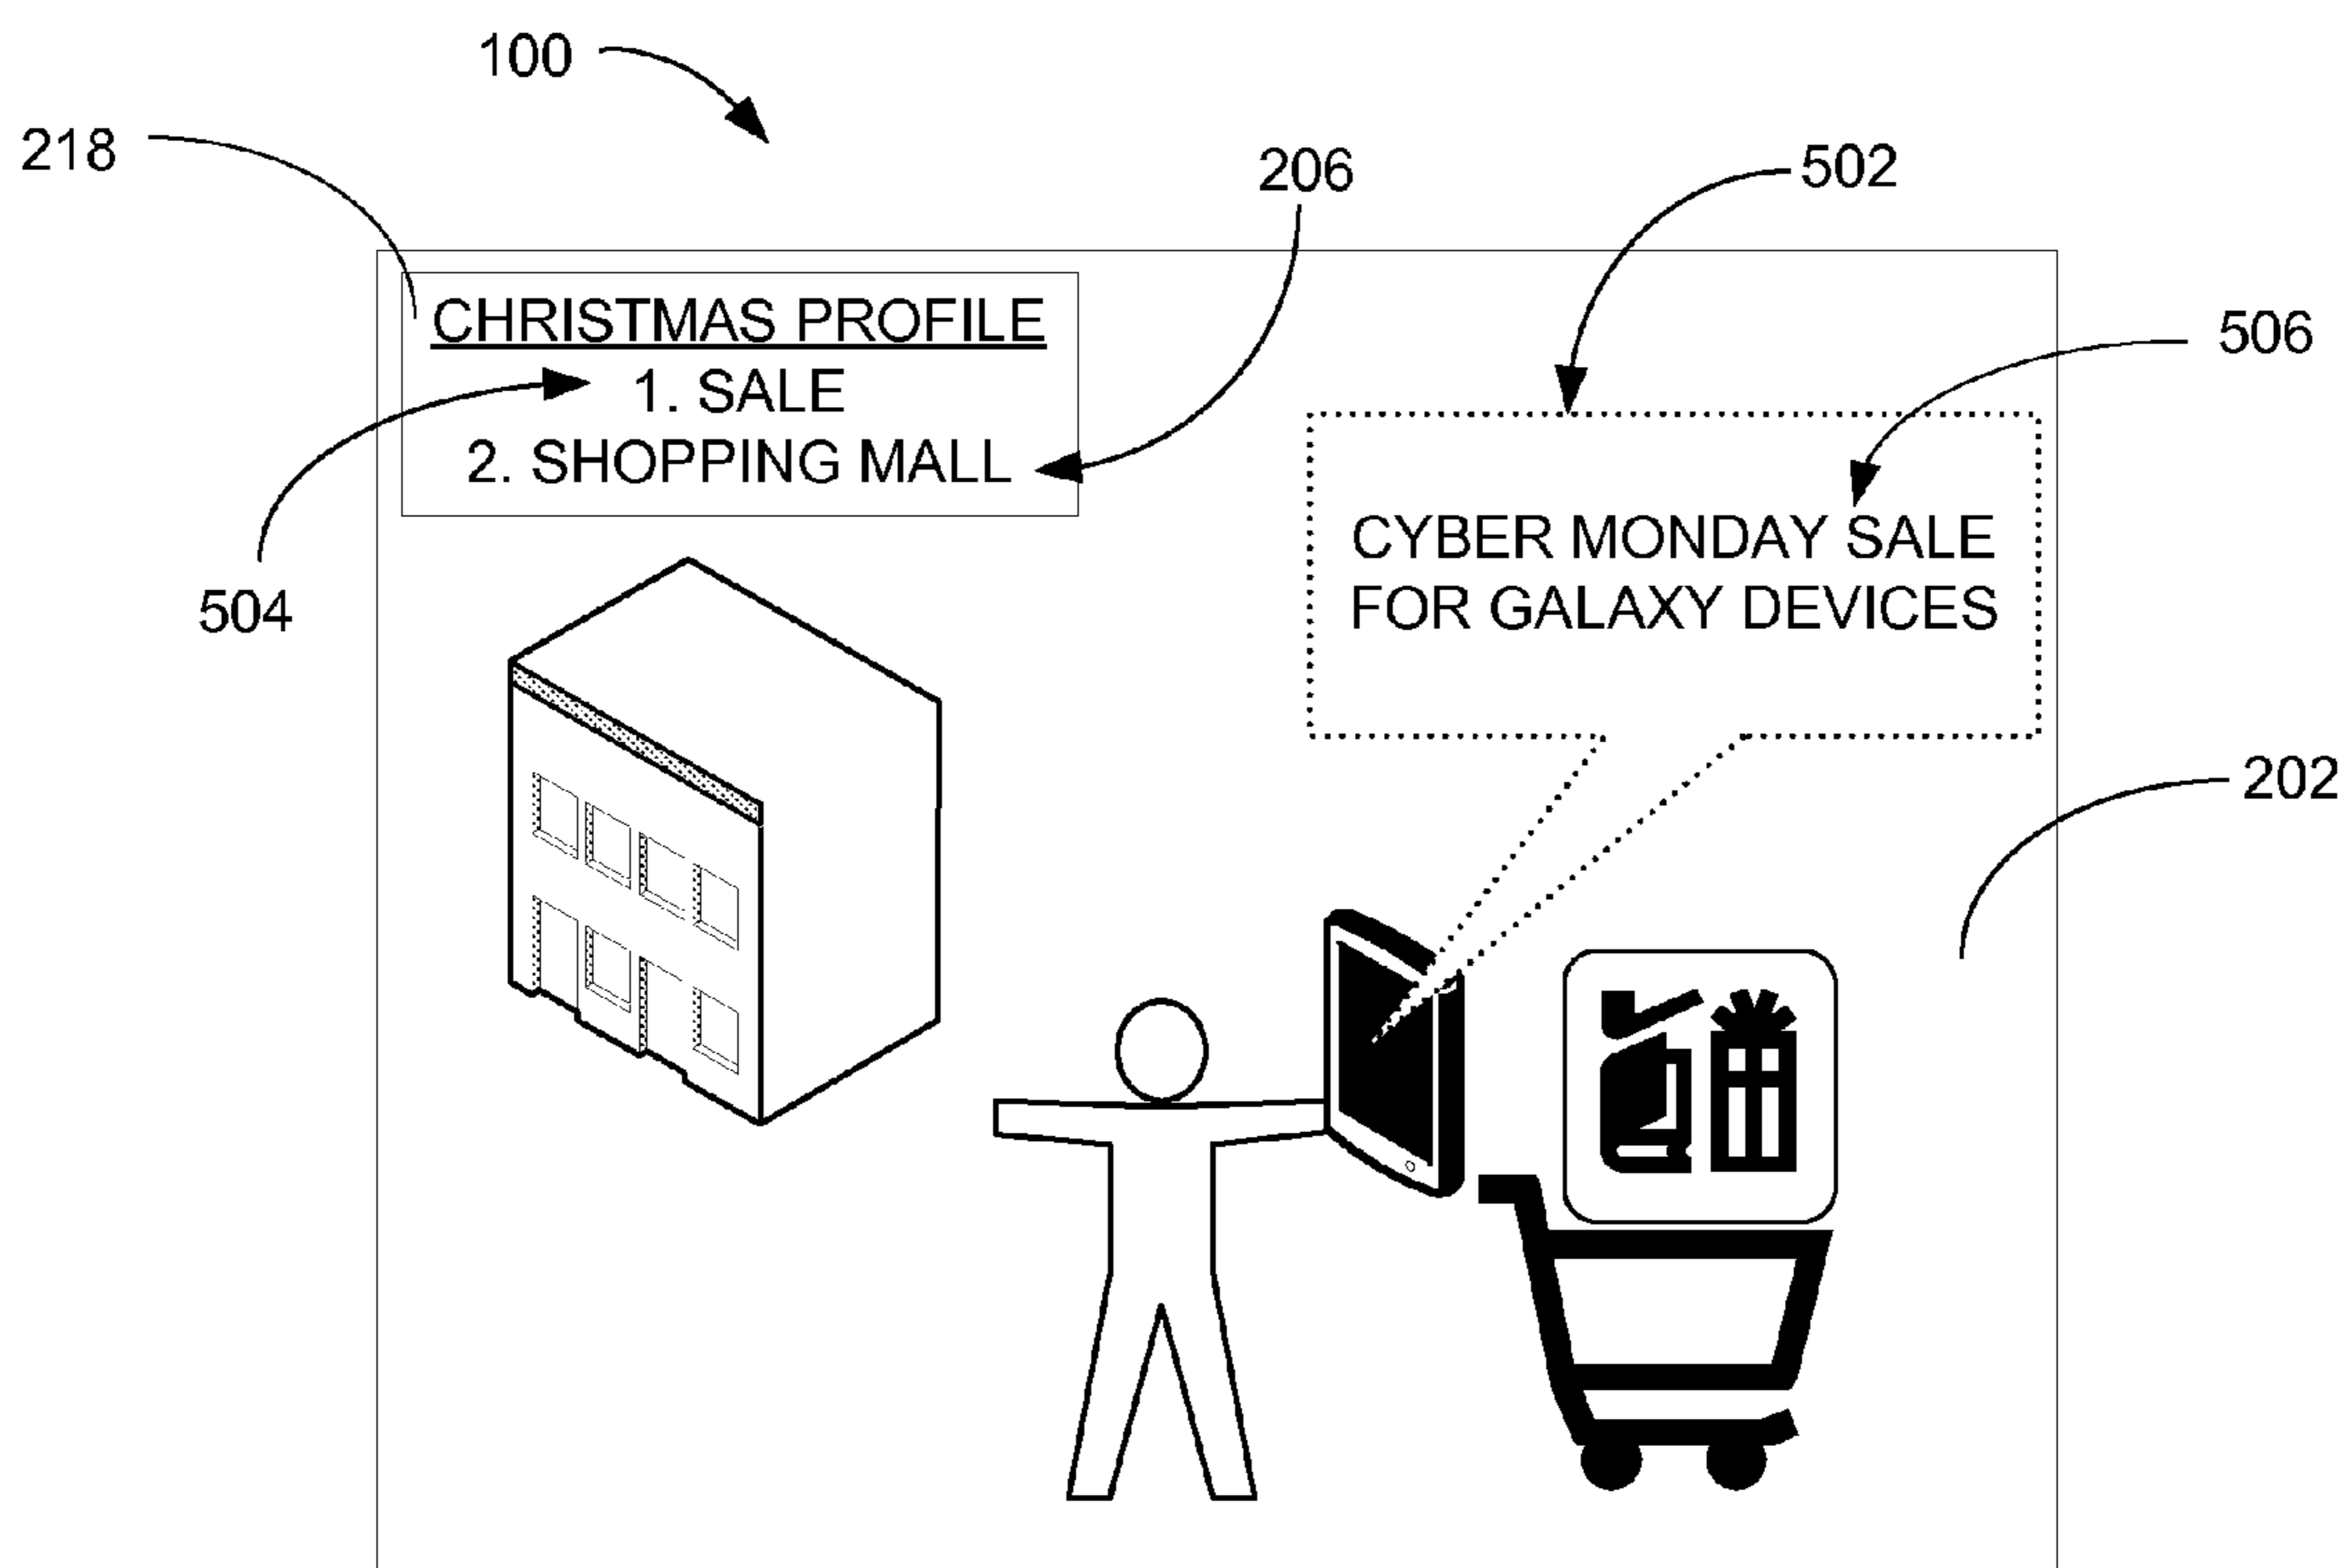 100
218
206
502
506
CHRISTMAS PROFILE
1. SALE
2. SHOPPING MALL
504
CYBER MONDAY SALE
FOR GALAXY DEVICES
202